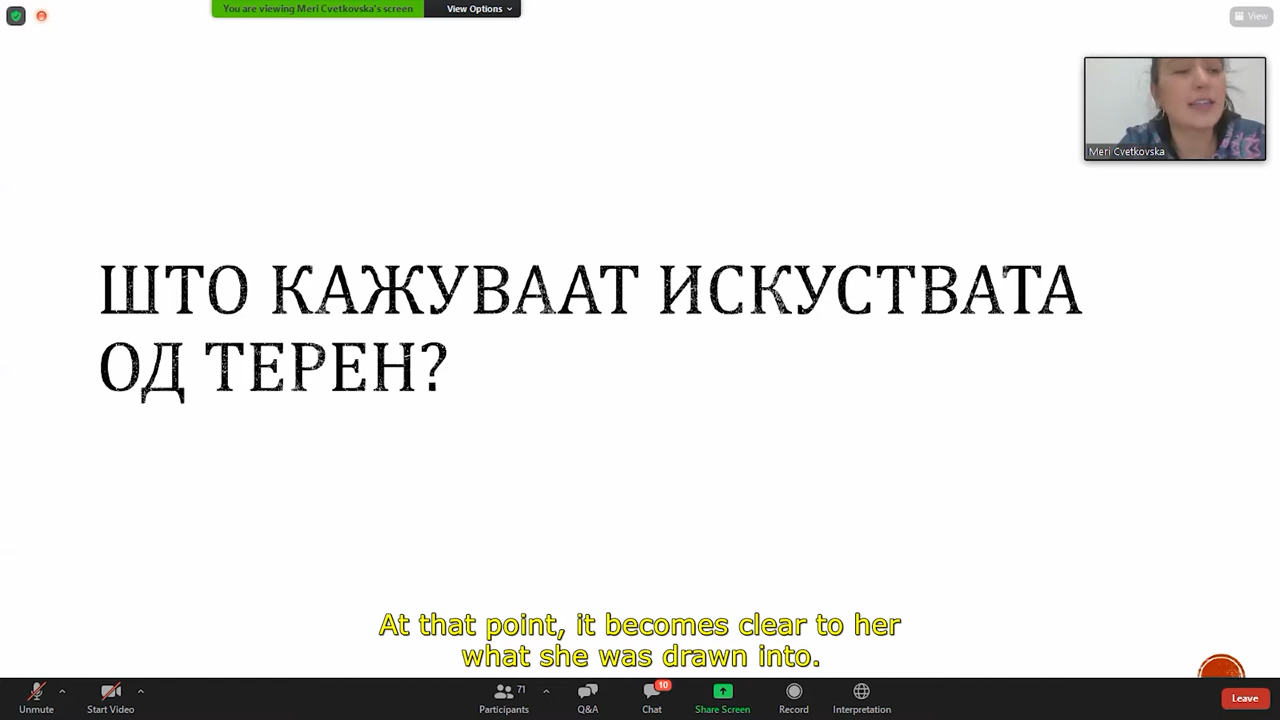 You are viewing Meri Cvetkovska's screen
View Options
View
Meri Cvetkovska
ШТО КАЖУВААТ ИСКУСТВАТА
ОД ТЕРЕН?
At that point, it becomes clear to her
what she was drawn into.
Unmute
Start Video
71
Participants
Q&A
10
Chat
Share Screen
Record
Interpretation
Leave